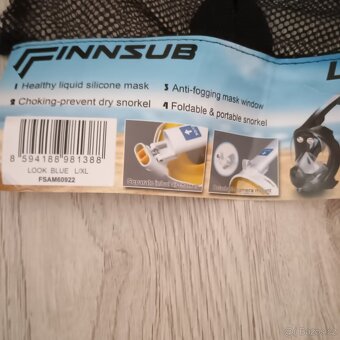 FINNSUB
1 Healthy liquid silicone mask
2 Choking-prevent dry snorkel
3 Anti-fogging mask window
4 Foldable & portable snorkel
L
8 594188 981388
LOOK BLUE L/XL
FSAM60922